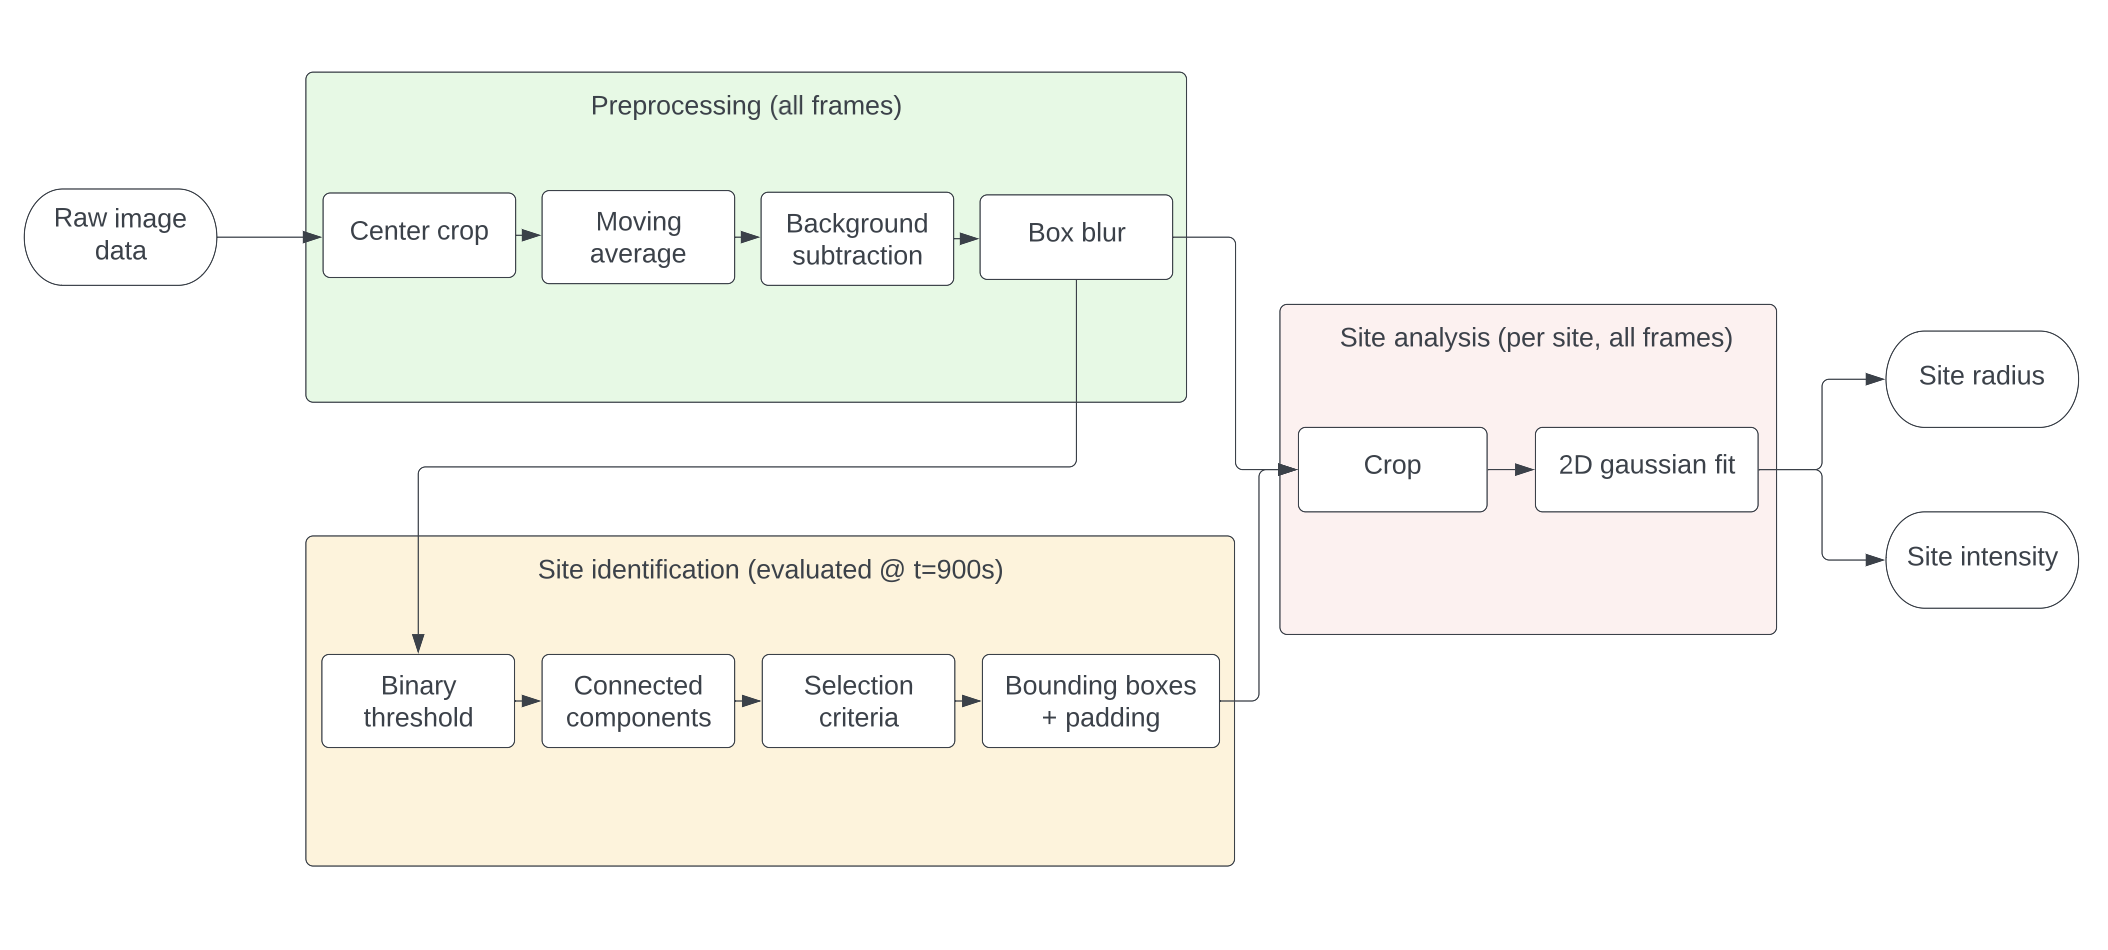 Preprocessing (all frames)
Raw image
data
Center crop
Moving
average
Background
subtraction
Box blur
Site analysis (per site, all frames)
Crop
2D gaussian fit
Site radius
Site intensity
Site identification (evaluated @ t=900s)
Binary
threshold
Connected
components
Selection
criteria
Bounding boxes
+ padding